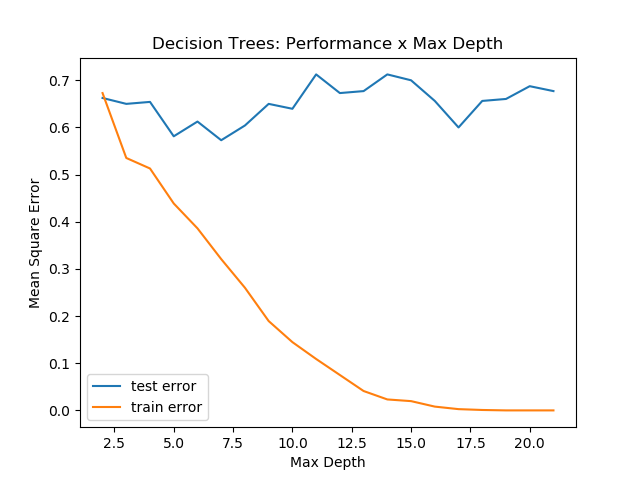 Decision Trees: Performance x Max Depth
Mean Square Error
0.7
0.6
0.5
0.4
0.3
0.2
0.1
0.0
test error
train error
2.5 5.0 7.5 10.0 12.5 15.0 17.5 20.0
Max Depth